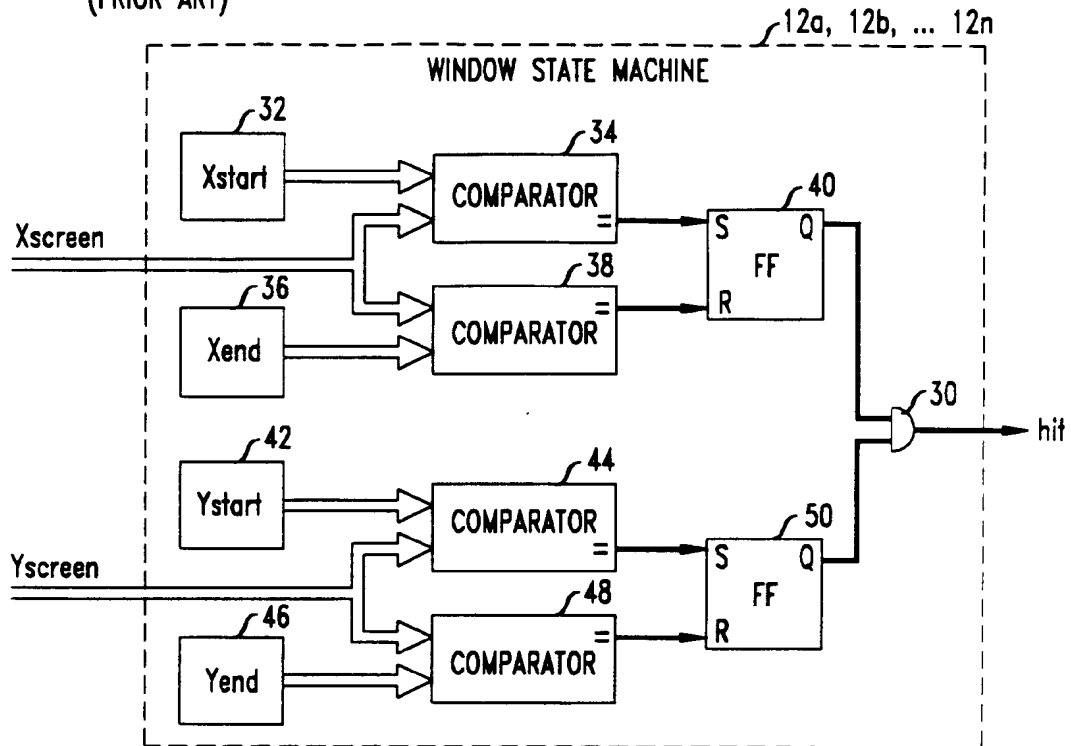 (PRIOR ART)
12a, 12b, ... 12n
WINDOW STATE MACHINE
32
Xstart
34
COMPARATOR
=
40
S Q
FF
R
Xscreen
36
Xend
38
=
COMPARATOR
30
hit
42
Ystart
44
COMPARATOR
=
50
S Q
FF
R
Yscreen
46
Yend
48
=
COMPARATOR